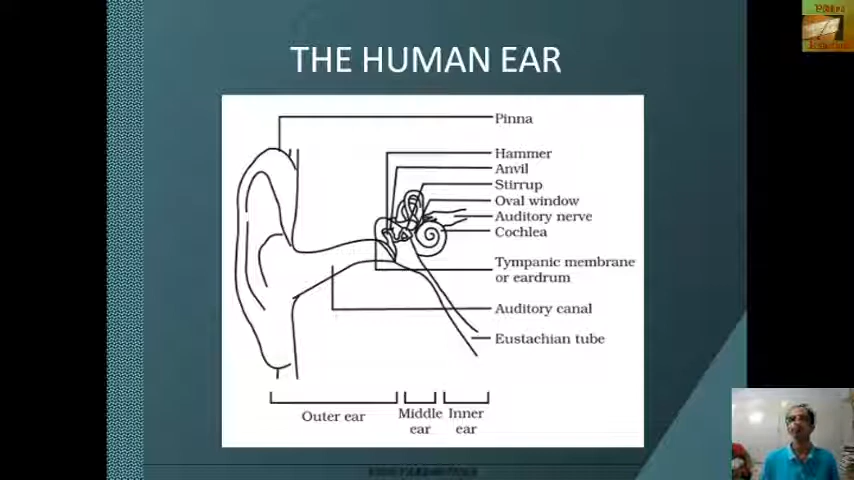 THE HUMAN EAR
Pinna
Hammer
Anvil
Stirrup
Oval window
Auditory nerve
Cochlea
Tympanic membrane
or eardrum
Auditory canal
Eustachian tube
Outer ear
Middle
ear
Inner
ear